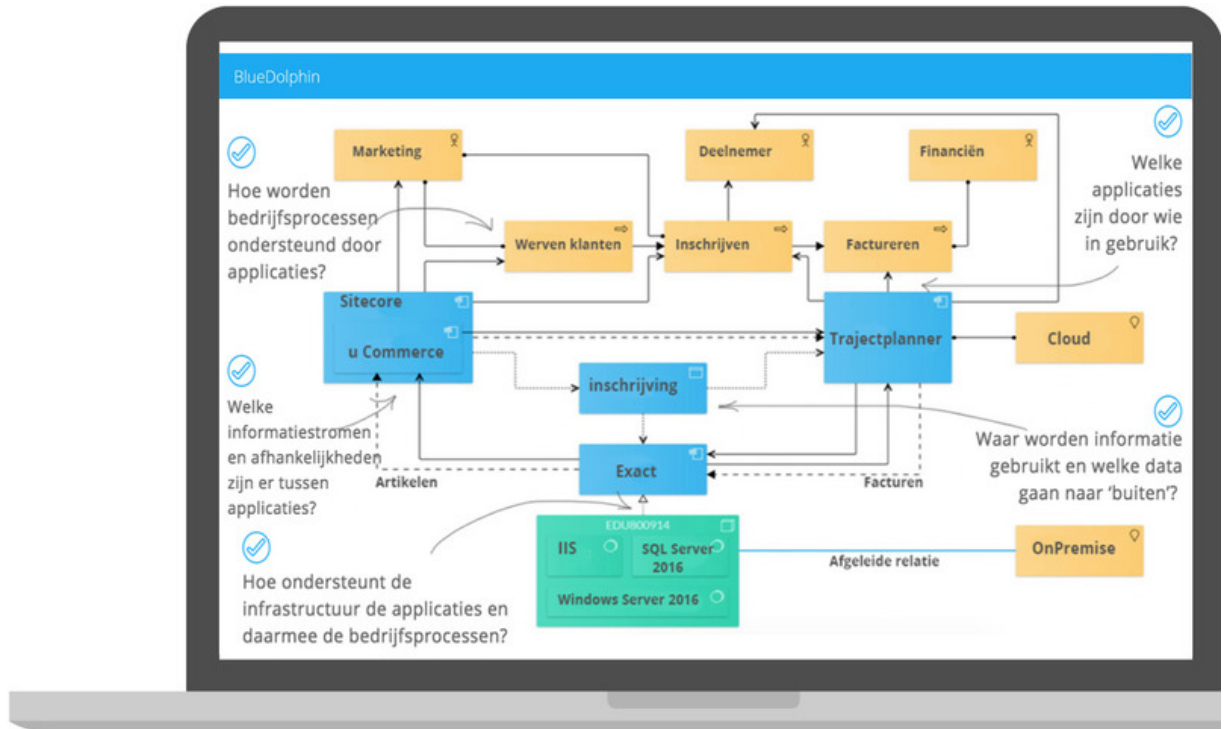 BlueDolphin
Marketing
Deelnemer
Financiën
Hoe worden
bedrijfsprocessen
ondersteund door
applicaties?
Welke
applicaties
zijn door wie
in gebruik?
Werven klanten
Inschrijven
Factureren
Sitecore
u Commerce
Trajectplanner
Cloud
inschrijving
Welke
informatiestromen
en afhankelijkheden
zijn er tussen
applicaties?
Waar worden informatie
gebruikt en welke data
gaan naar ‘buiten’?
Exact
Artikelen
Facturen
EDU800914
IIS
SQL Server
2016
Windows Server 2016
Afgeleide relatie
OnPremise
Hoe ondersteunt de
infrastructuur de applicaties en
daarmee de bedrijfsprocessen?